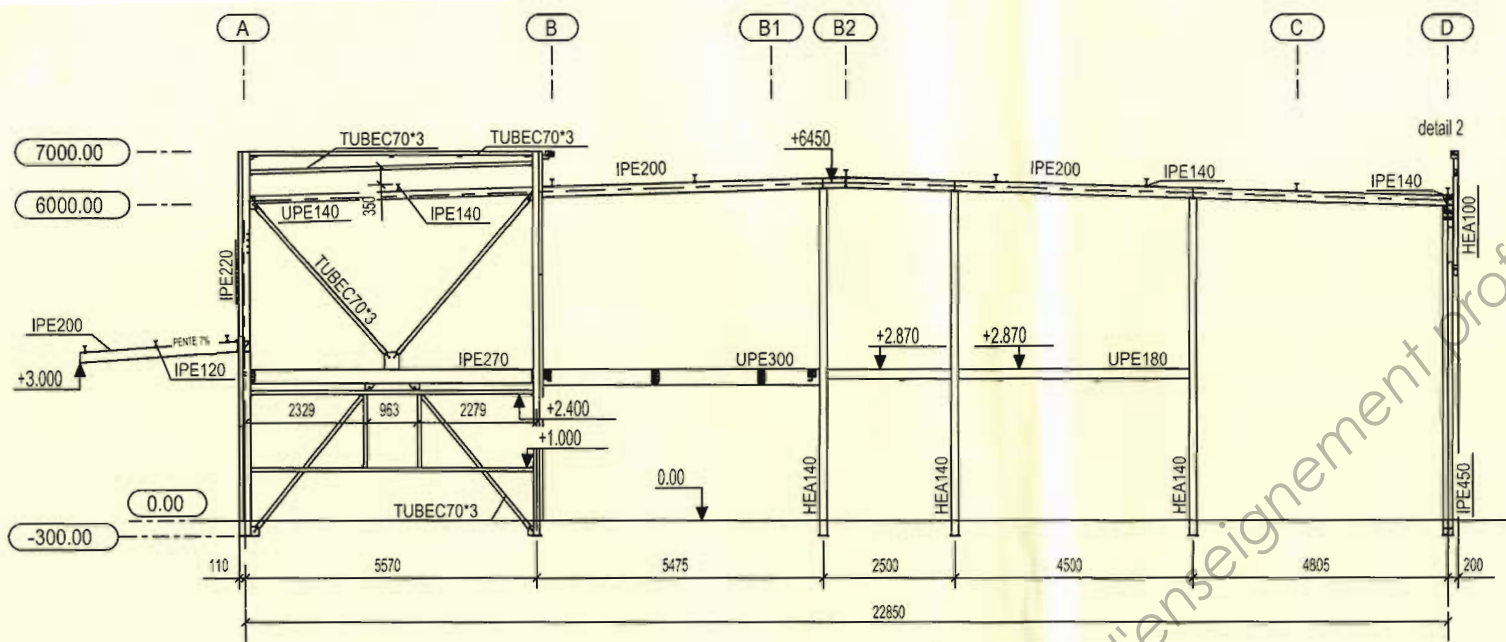 A B B1 B2 C D
detail 2
7000.00
TUBEC70*3
TUBEC70*3
+6450
IPE200
IPE200
IPE140
IPE140
6000.00
UPE140
350
IPE140
HEA100
IPE220
TUBEC70*3
IPE200
PENTE 7%
IPE120
+3.000
IPE270
UPE300
+2.870
+2.870
UPE180
2329 963 2279
+2.400
+1.000
0.00
0.00
HEA140
HEA140
HEA140
IPE450
TUBEC70*3
-300.00
110 5570 5475 2500 4500 4805 200
22850
d'enseignement prof